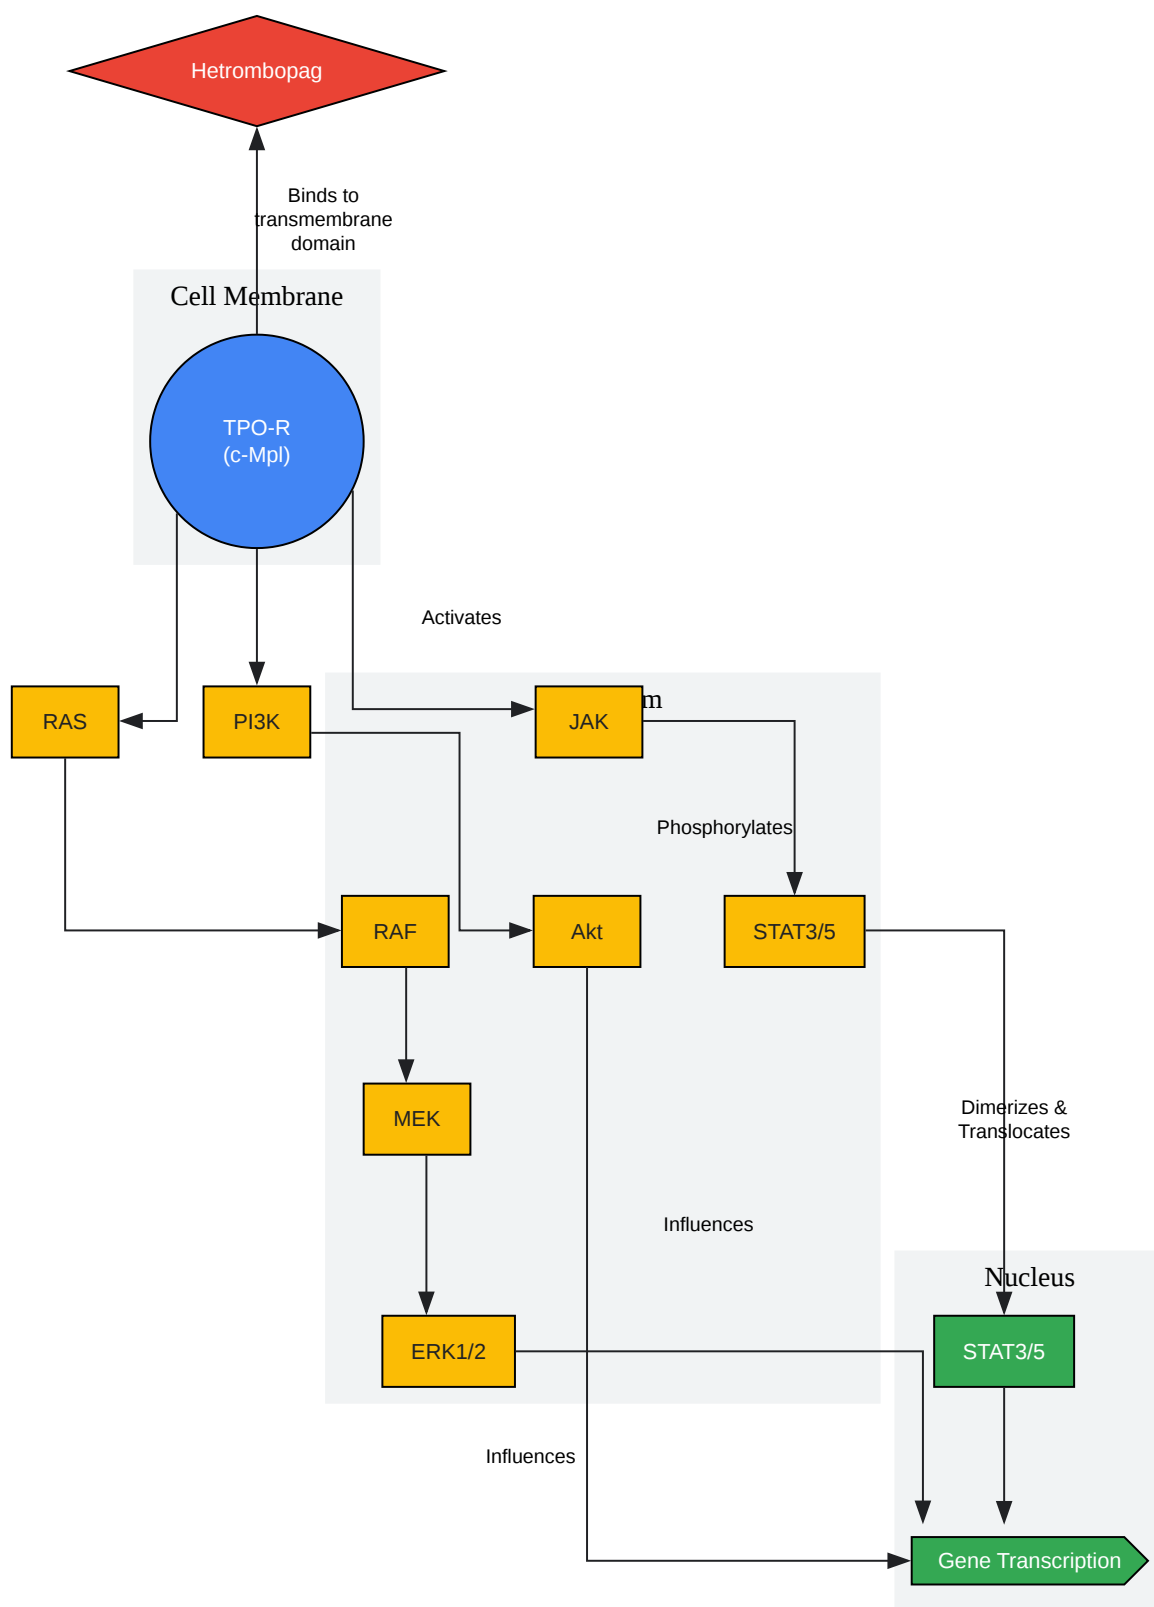 Hetrombopag
Binds to
transmembrane
domain
Cell Membrane
TPO-R
(c-Mpl)
Activates
RAS
PI3K
JAK
Phosphorylates
RAF
Akt
STAT3/5
MEK
Dimerizes &
Translocates
Influences
Nucleus
ERK1/2
STAT3/5
Influences
Gene Transcription